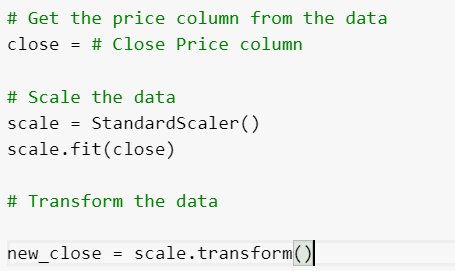 # Get the price column from the data
close = # Close Price column
# Scale the data
scale = StandardScaler()
scale.fit(close)
# Transform the data
new_close = scale.transform()